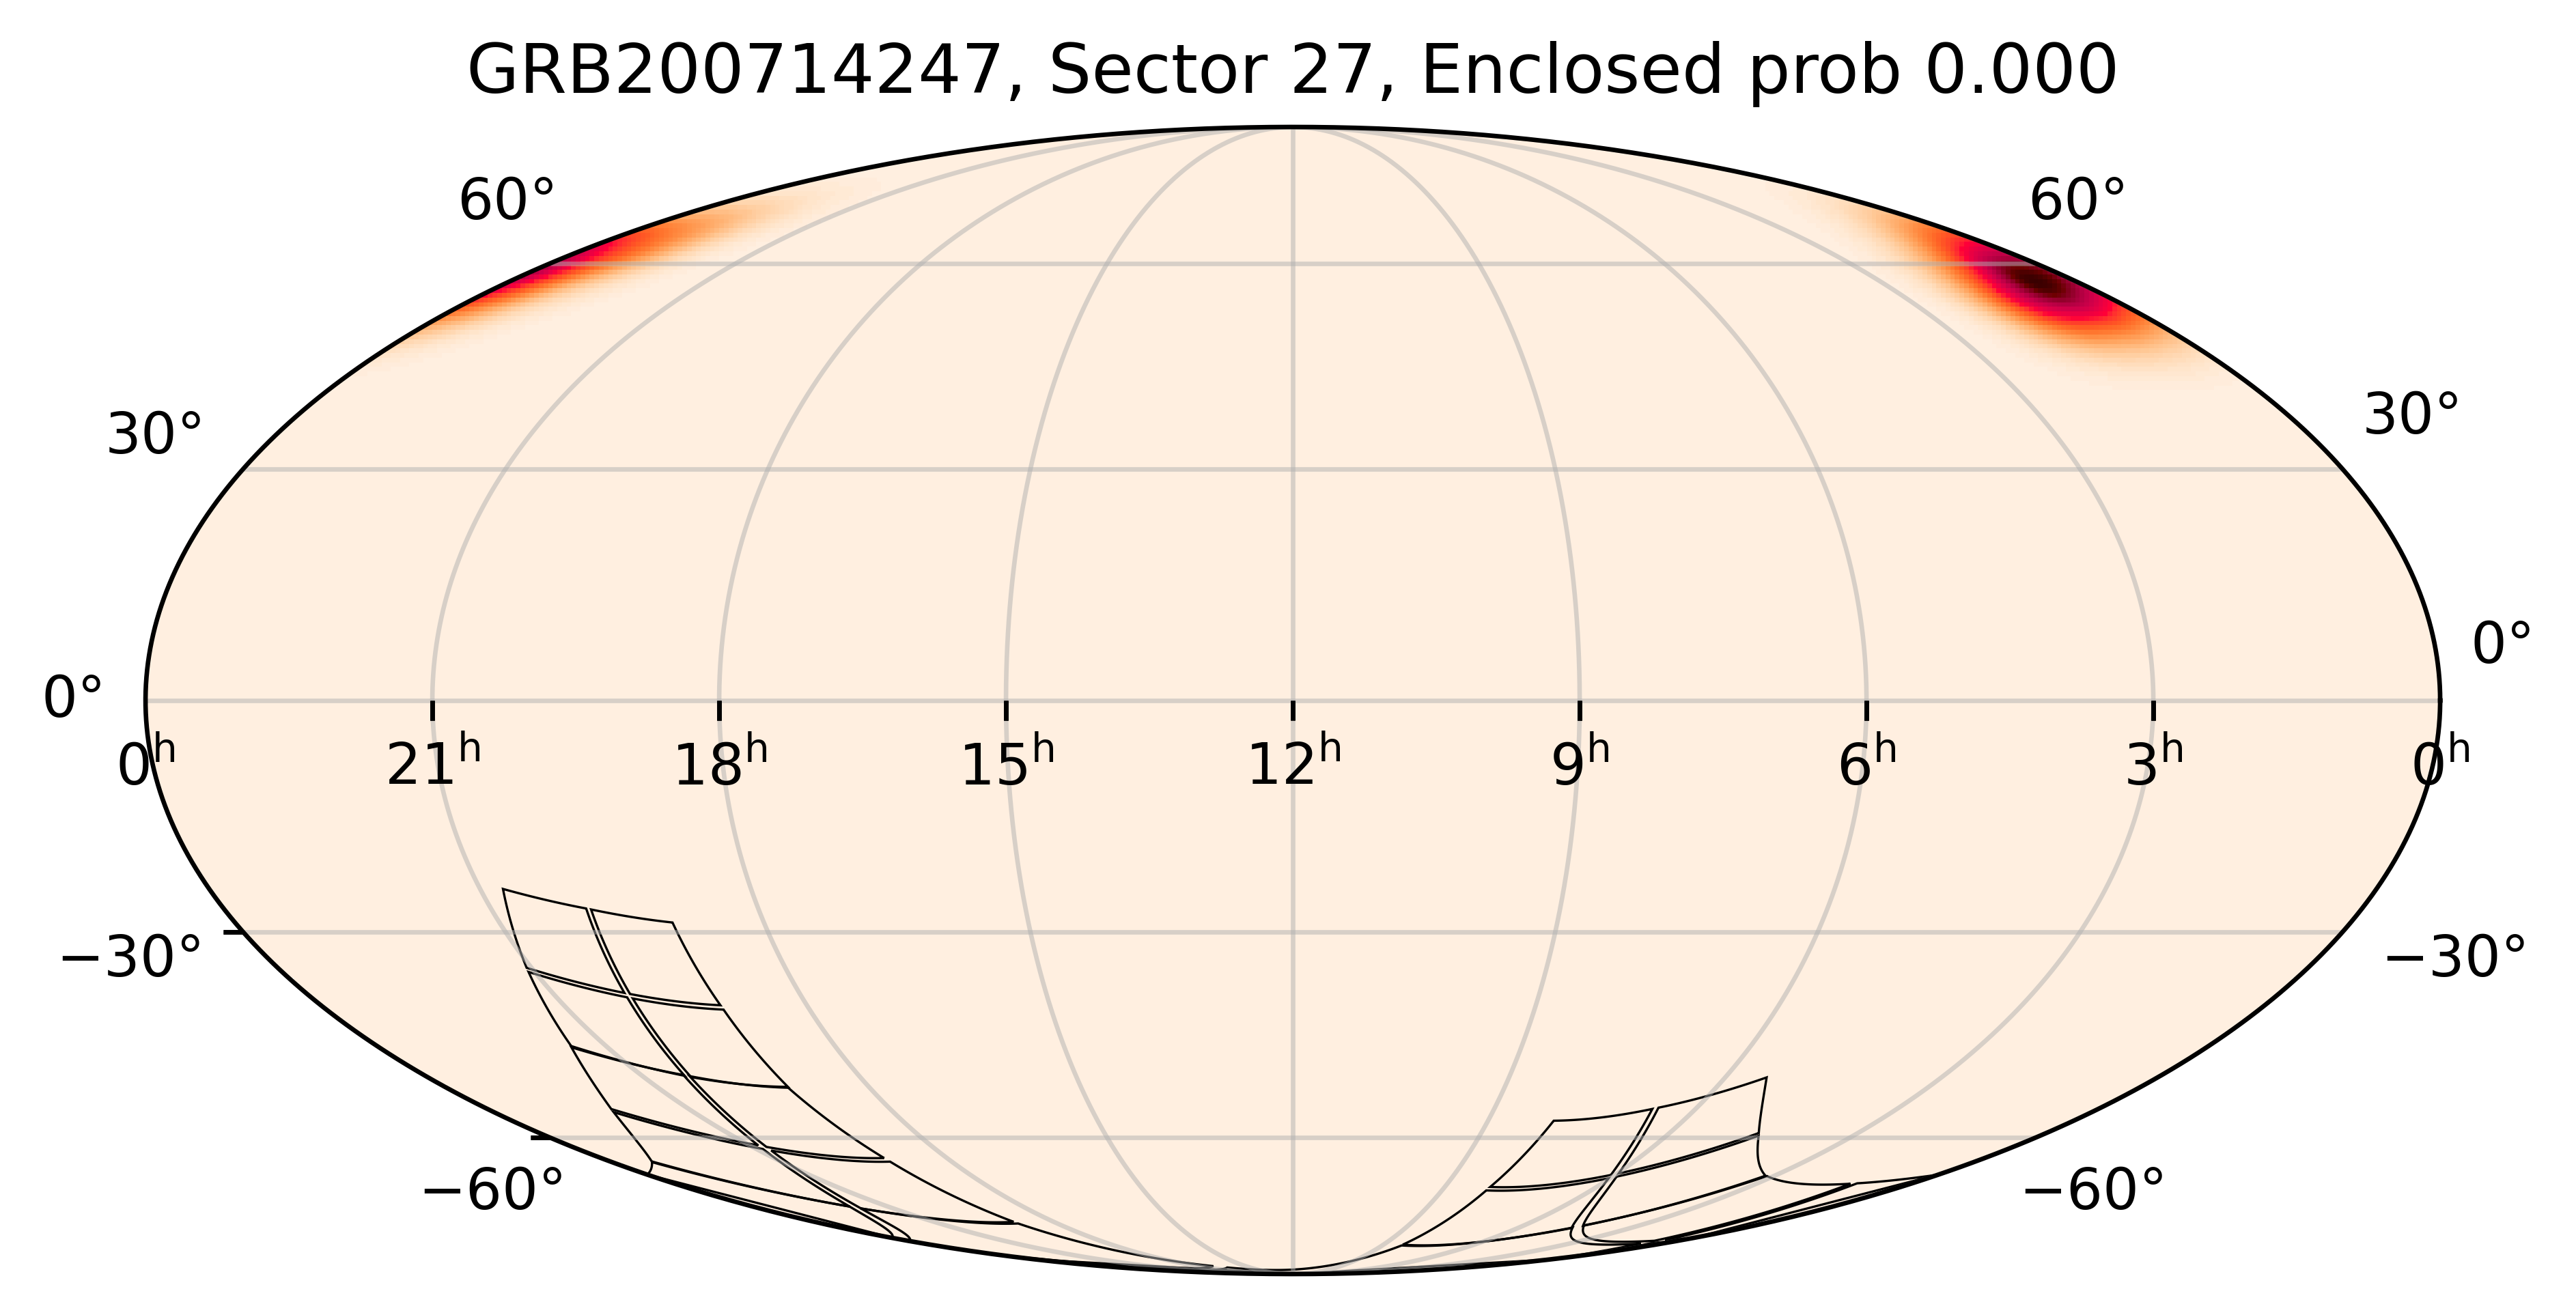 GRB200714247, Sector 27, Enclosed prob 0.000
60° 60°
30° 30°
0° 0°
0h 21h 18h 15h 12h 9h 6h 3h 0h
−30° −30°
−60° −60°